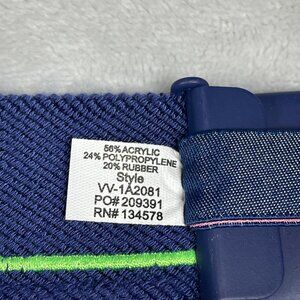 56% ACRYLIC
24% POLYPROPYLENE
20% RUBBER
Style
VV-1A2081
PO# 209391
RN# 134578